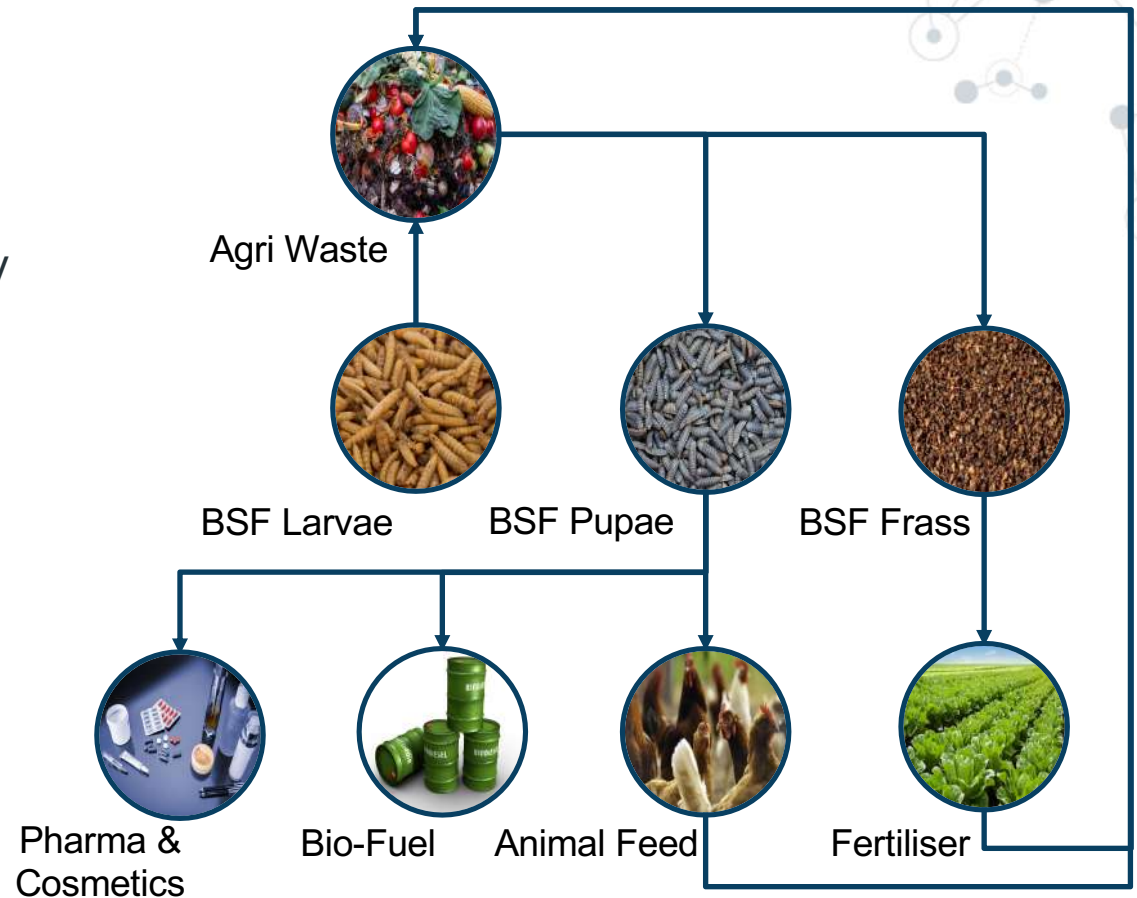 Agri Waste
y
BSF Larvae
BSF Pupae
BSF Frass
Pharma &
Cosmetics
Bio-Fuel
Animal Feed
Fertiliser